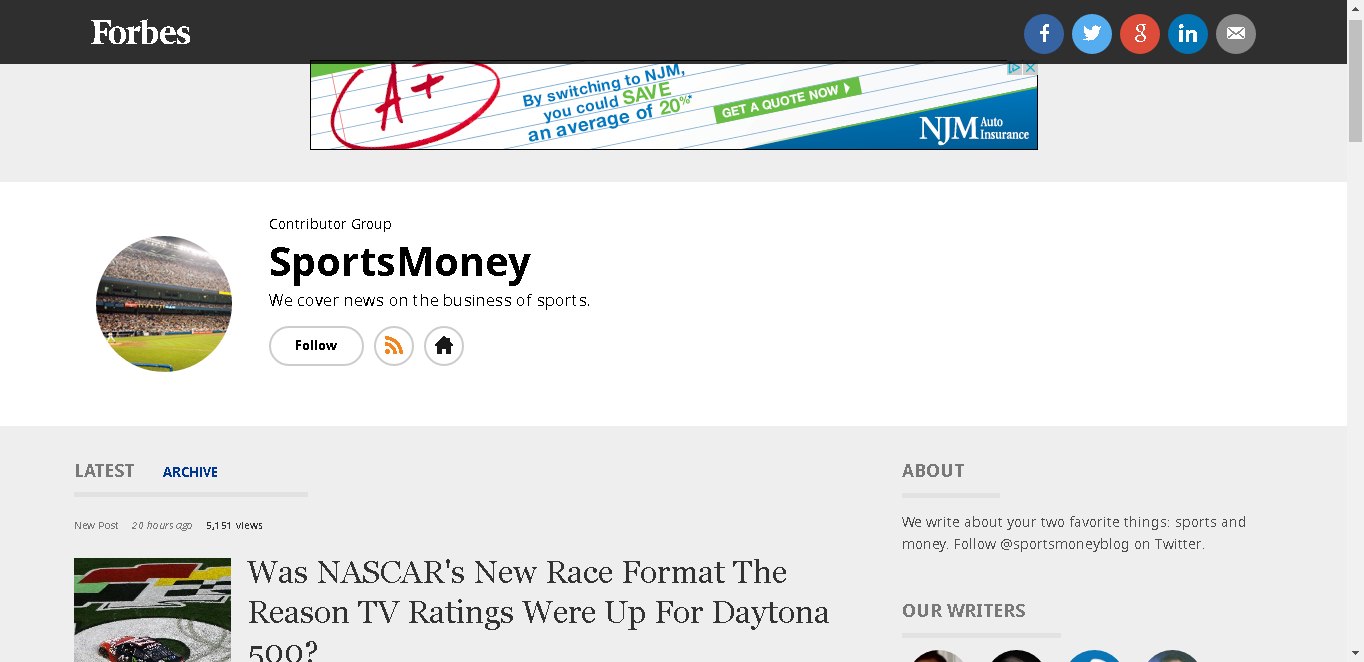 Forbes
A+
By switching to NJM,
you could SAVE
an average of 20%*
GET A QUOTE NOW
NJM Auto Insurance
Contributor Group
SportsMoney
We cover news on the business of sports.
Follow
LATEST ARCHIVE
New Post 20 hours ago 5,151 views
Was NASCAR's New Race Format The
Reason TV Ratings Were Up For Daytona
500?
ABOUT
We write about your two favorite things: sports and
money. Follow @sportsmoneyblog on Twitter.
OUR WRITERS